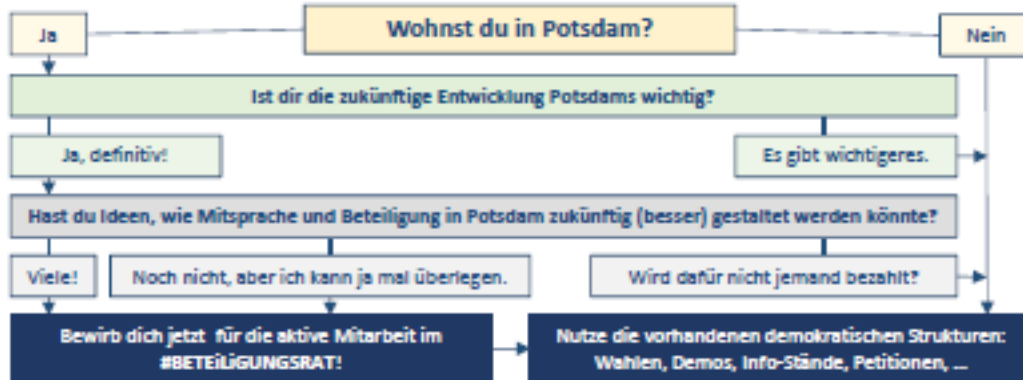 Wohnst du in Potsdam?
Ja
Nein
Ist dir die zukünftige Entwicklung Potsdams wichtig?
Ja, definitiv!
Es gibt wichtigeres.
Hast du Ideen, wie Mitsprache und Beteiligung in Potsdam zukünftig (besser) gestaltet werden könnte?
Viele!
Noch nicht, aber ich kann ja mal überlegen.
Wird dafür nicht jemand bezahlt?
Bewirb dich jetzt für die aktive Mitarbeit im
#BETEiLiGUNGSRAT!
Nutze die vorhandenen demokratischen Strukturen:
Wahlen, Demos, Info-Stände, Petitionen, ...